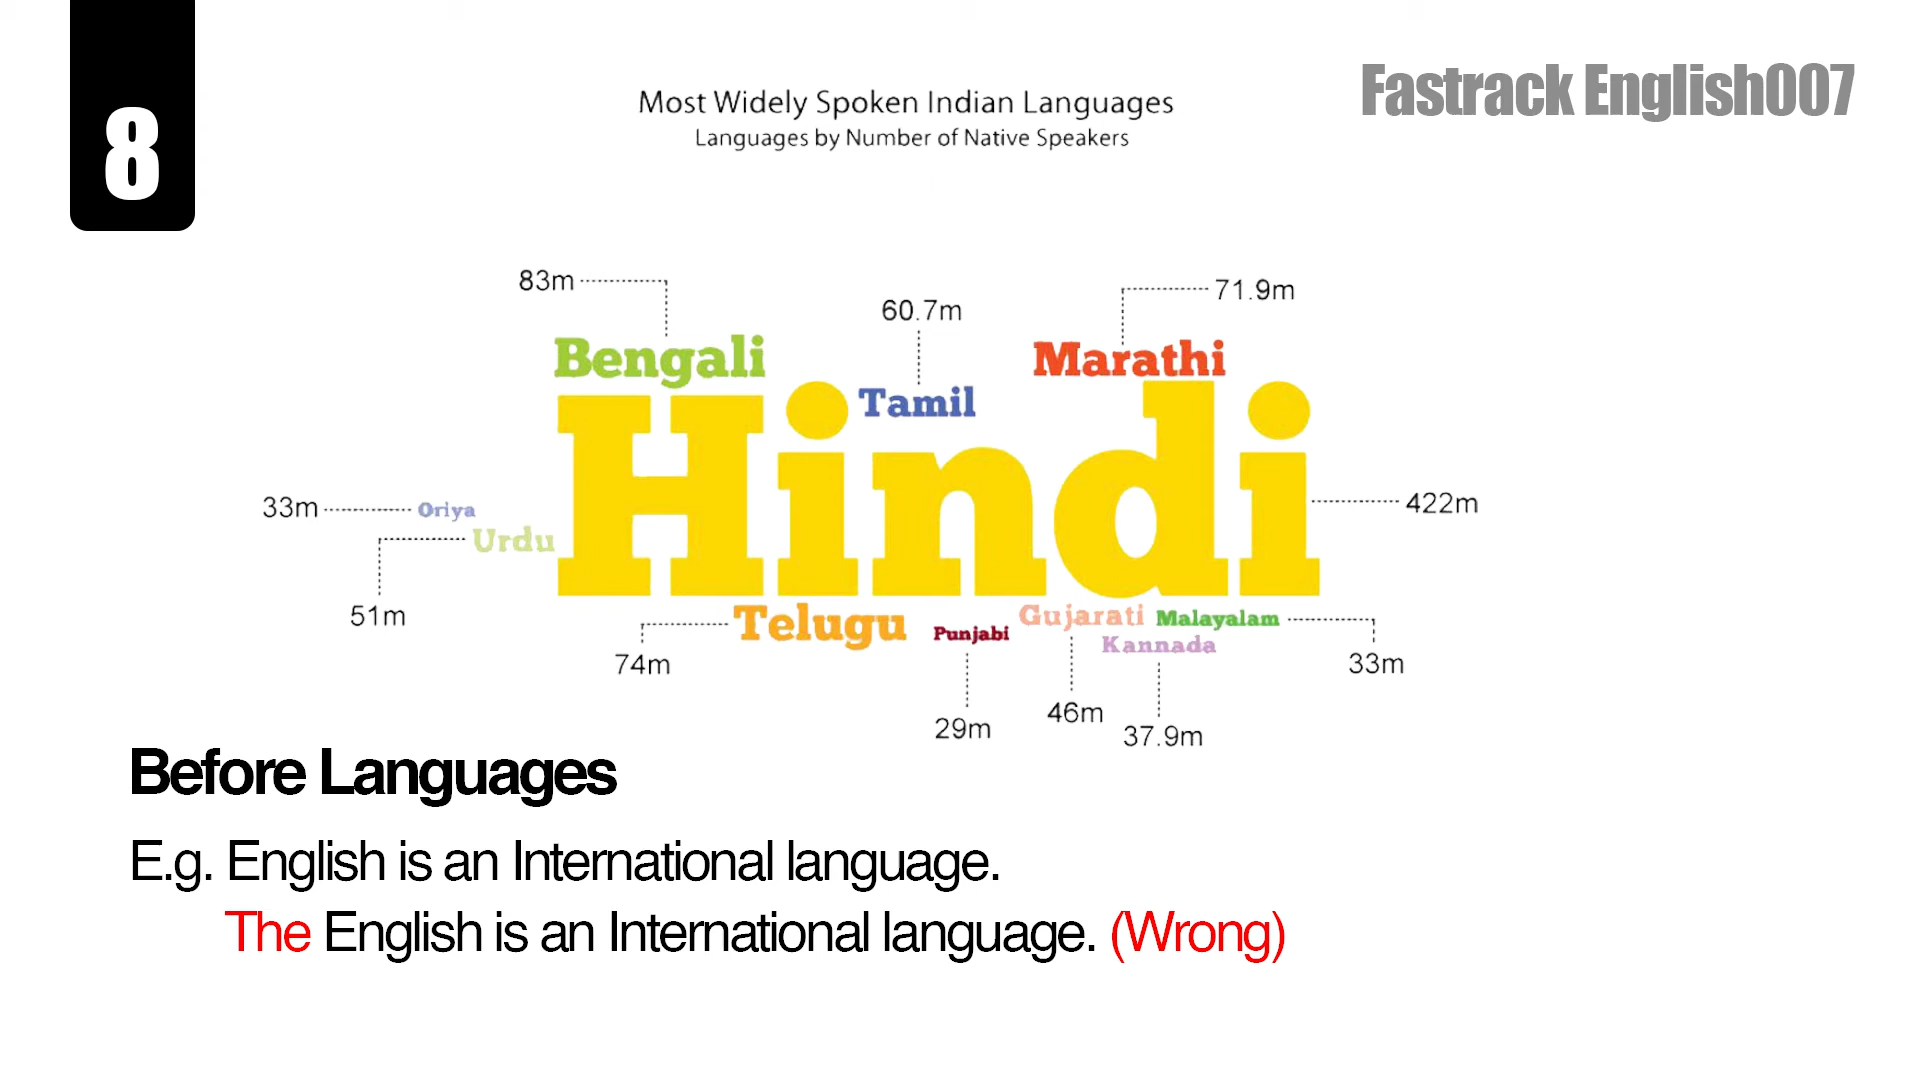 8
Fastrack English007
Most Widely Spoken Indian Languages
Languages by Number of Native Speakers
83m
71.9m
60.7m
Bengali
Marathi
Tamil
Hindi
422m
33m
Oriya
Urdu
51m
Telugu
Punjabi
Gujarati
Malayalam
Kannada
74m
33m
29m
46m
37.9m
Before Languages
E.g. English is an International language.
The English is an International language. (Wrong)